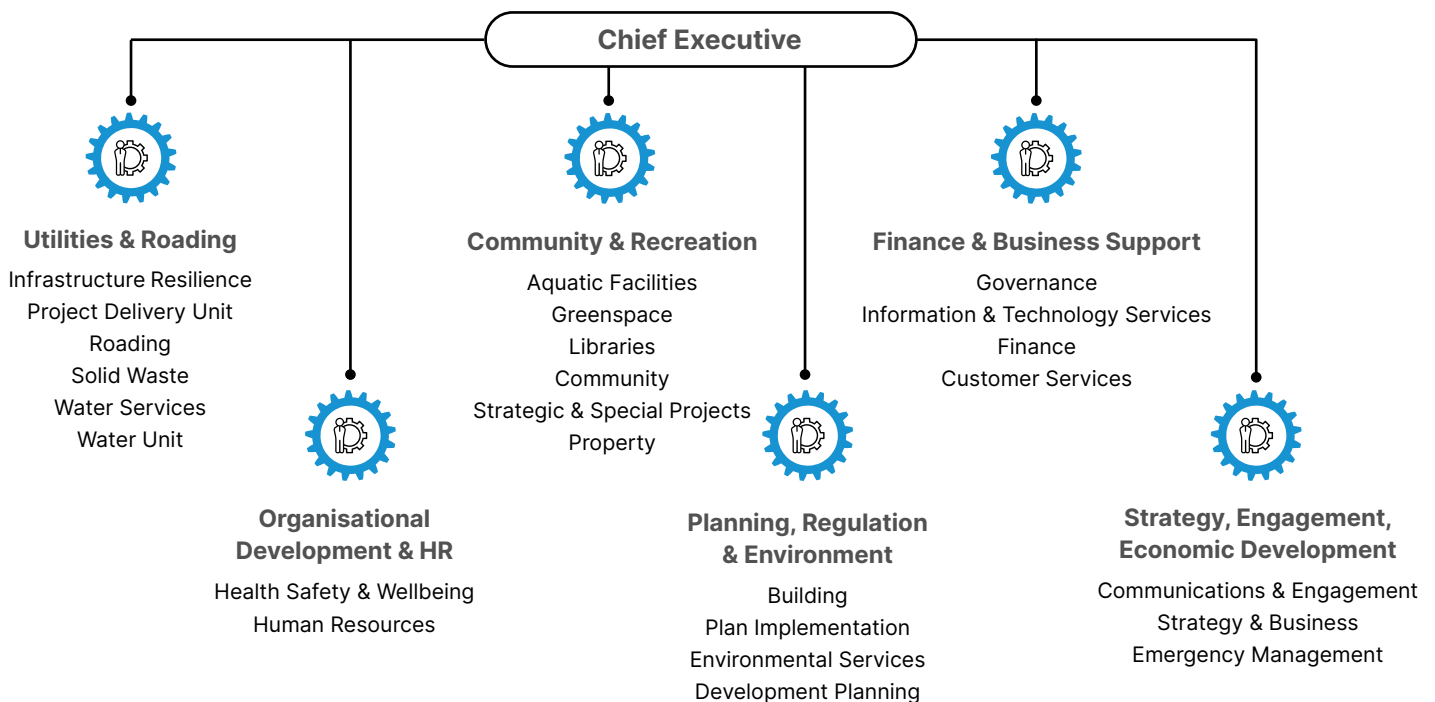 Chief Executive
Utilities & Roading
Infrastructure Resilience
Project Delivery Unit
Roading
Solid Waste
Water Services
Water Unit
Organisational
Development & HR
Health Safety & Wellbeing
Human Resources
Community & Recreation
Aquatic Facilities
Greenspace
Libraries
Community
Strategic & Special Projects
Property
Planning, Regulation
& Environment
Building
Plan Implementation
Environmental Services
Development Planning
Finance & Business Support
Governance
Information & Technology Services
Finance
Customer Services
Strategy, Engagement,
Economic Development
Communications & Engagement
Strategy & Business
Emergency Management